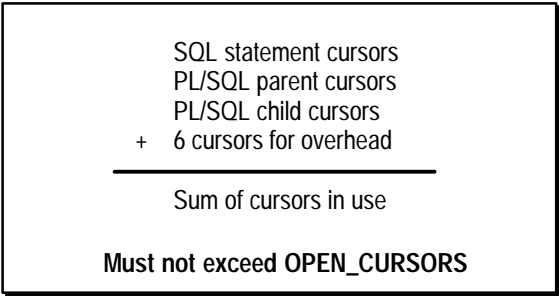 SQL statement cursors
PL/SQL parent cursors
PL/SQL child cursors
+ 6 cursors for overhead
Sum of cursors in use
Must not exceed OPEN_CURSORS